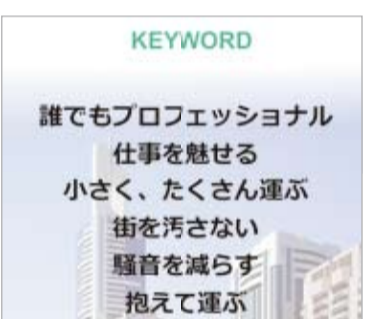 KEYWORD
誰でもプロフェッショナル
仕事を魅せる
小さく、たくさん運ぶ
街を汚さない
騒音を減らす
抱えて運ぶ